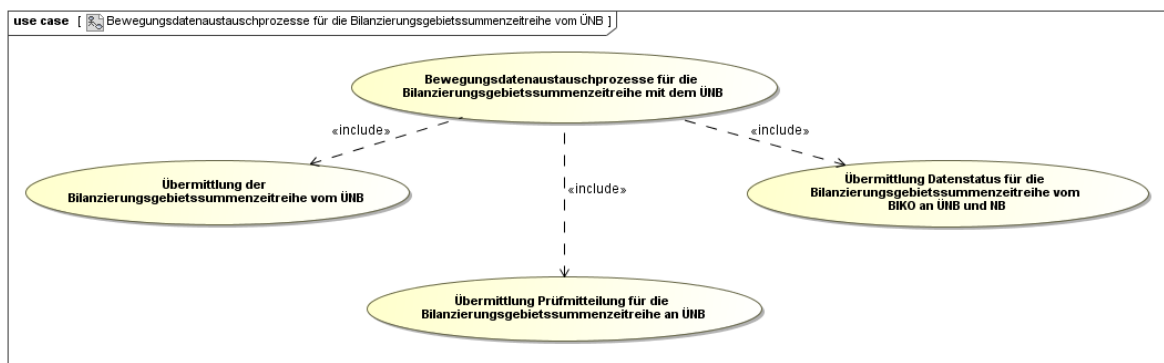 use case [ Bewegungsdatenaustauschprozesse für die Bilanzierungsgebietssummenzeitreihe vom ÜNB ]
Bewegungsdatenaustauschprozesse für die
Bilanzierungsgebietssummenzeitreihe mit dem ÜNB
«include»
«include»
Übermittlung der
Bilanzierungsgebietssummenzeitreihe vom ÜNB
«include»
Übermittlung Datenstatus für die
Bilanzierungsgebietssummenzeitreihe vom
BIKO an ÜNB und NB
Übermittlung Prüfmitteilung für die
Bilanzierungsgebietssummenzeitreihe an ÜNB